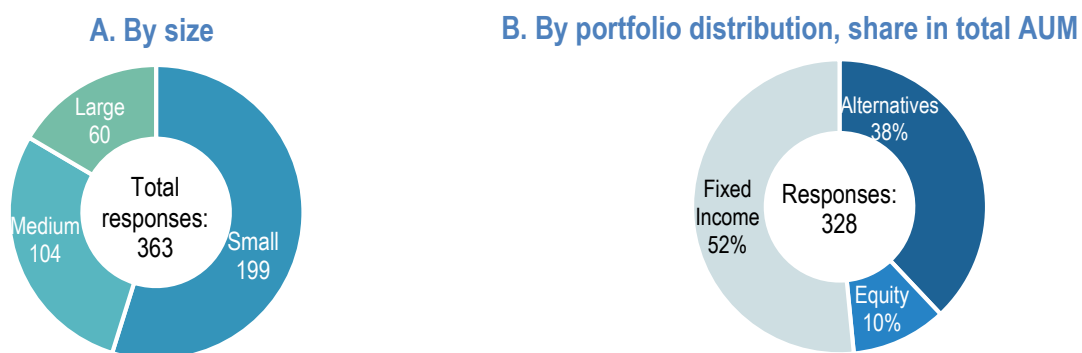 A. By size
Large
60
Total
responses:
363
Medium
104
Small
199
B. By portfolio distribution, share in total AUM
Alternatives
38%
Fixed
Income
52%
Responses:
328
Equity
10%